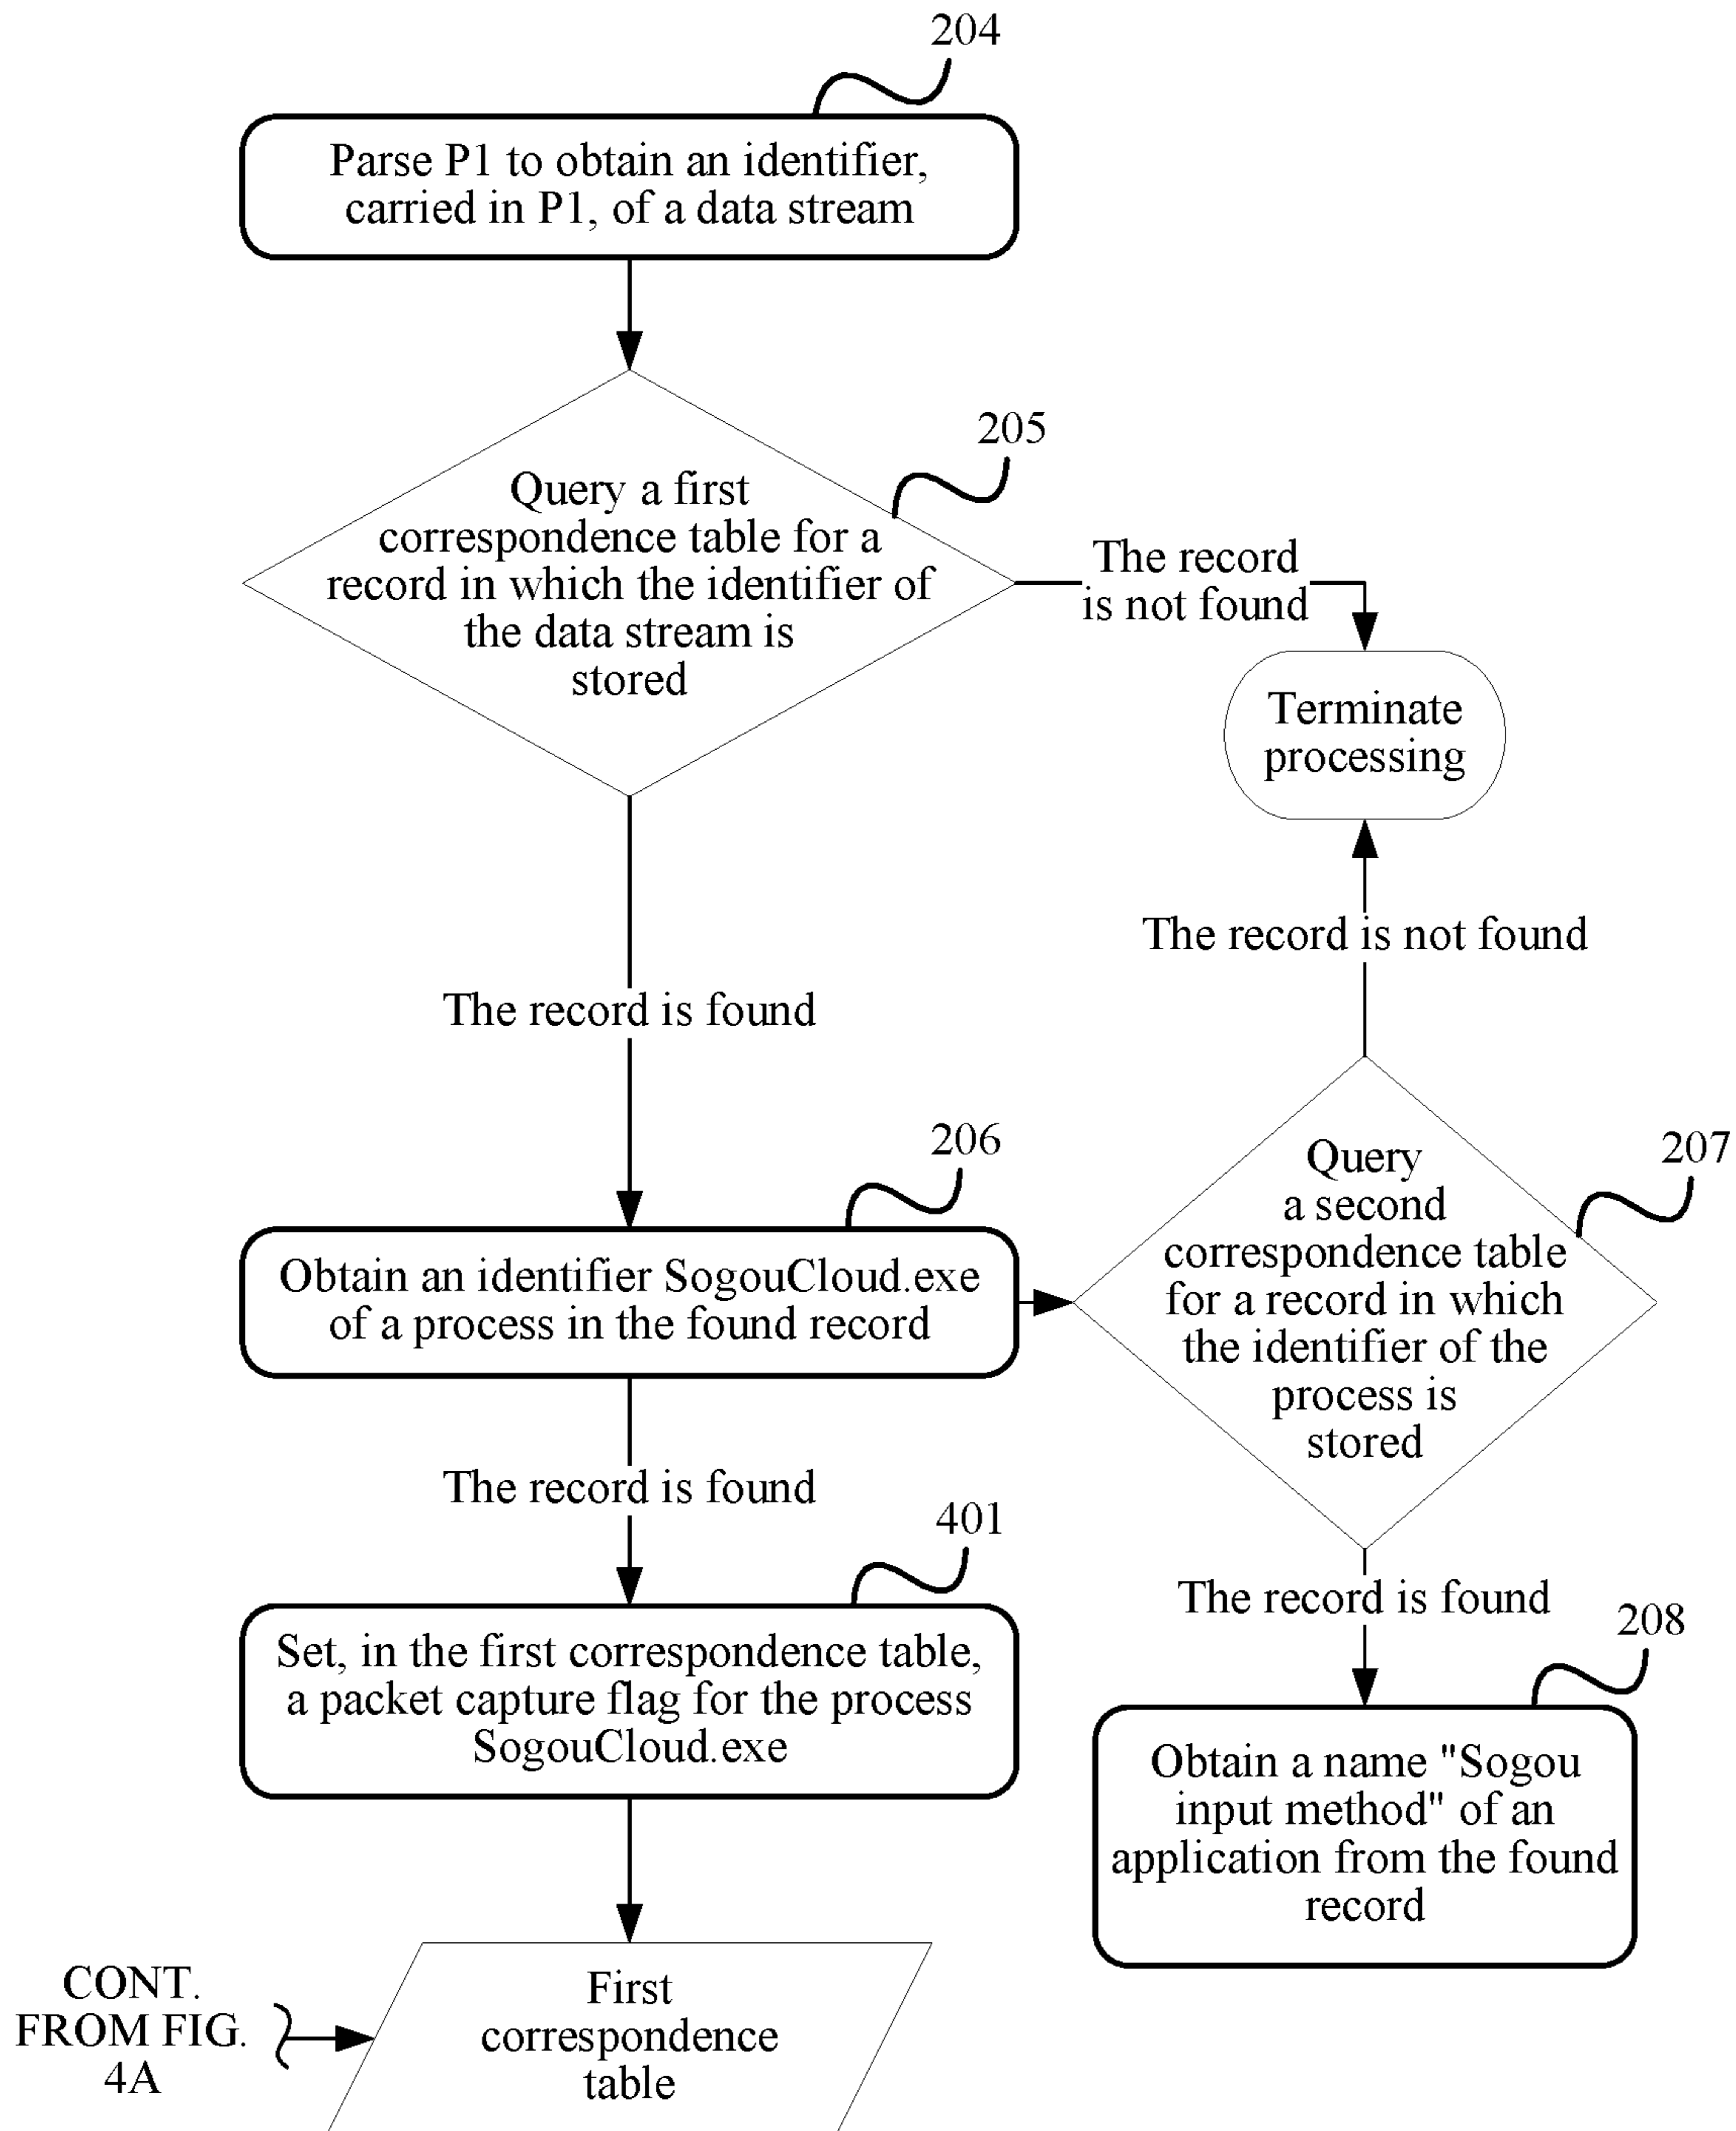 204
Parse P1 to obtain an identifier,
carried in P1, of a data stream
205
Query a first
correspondence table for a
record in which the identifier of
the data stream is
stored
The record
is not found
Terminate
processing
The record is not found
The record is found
206
Obtain an identifier SogouCloud.exe
of a process in the found record
207
Query
a second
correspondence table
for a record in which
the identifier of the
process is
stored
The record is found
401
Set, in the first correspondence table,
a packet capture flag for the process
SogouCloud.exe
The record is found
208
Obtain a name "Sogou
input method" of an
application from the found
record
CONT.
FROM FIG.
4A
First
correspondence
table